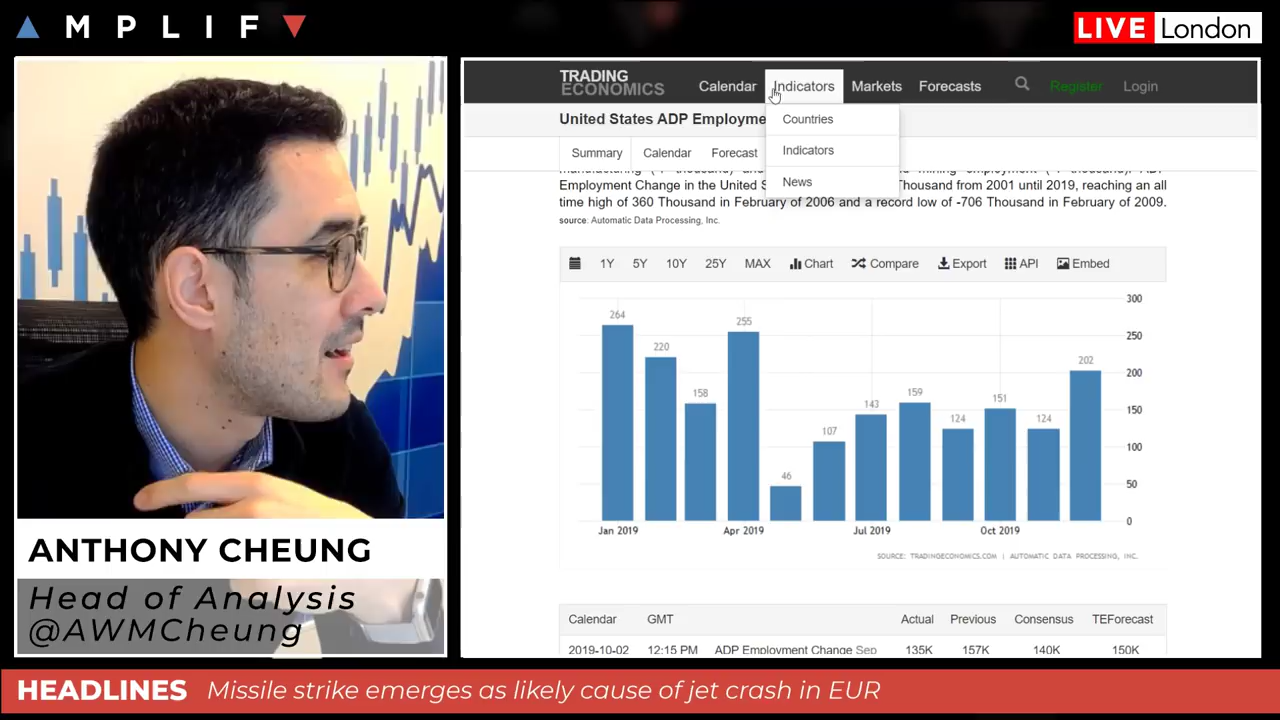 MPLIF
LIVE London
TRADING
ECONOMICS
Calendar Indicators Markets Forecasts Register Login
United States ADP Employme
Countries
Indicators
News
Summary Calendar Forecast
Employment Change in the United S Thousand from 2001 until 2019, reaching an all
time high of 360 Thousand in February of 2006 and a record low of -706 Thousand in February of 2009.
source: Automatic Data Processing, Inc.
1Y 5Y 10Y 25Y MAX Chart Compare Export API Embed
300
250
200
150
100
50
0
264
220
158
255
46
107
143
159
124
151
124
202
Jan 2019 Apr 2019 Jul 2019 Oct 2019
SOURCE: TRADINGECONOMICS.COM | AUTOMATIC DATA PROCESSING, INC.
Calendar GMT Actual Previous Consensus TEForecast
2019-10-02 12:15 PM ADP Employment Change Sep 135K 157K 140K 150K
ANTHONY CHEUNG
Head of Analysis
@AWMCheung
HEADLINES Missile strike emerges as likely cause of jet crash in EUR